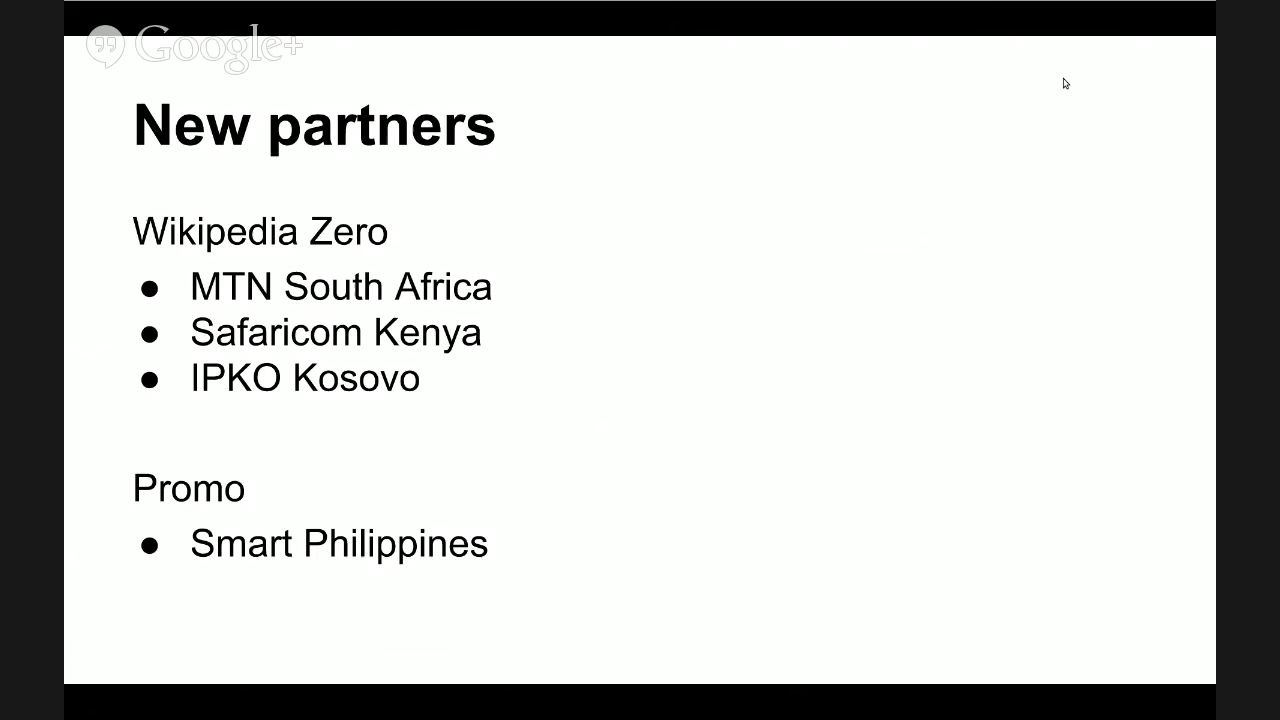 Google+
New partners
Wikipedia Zero
● MTN South Africa
● Safaricom Kenya
● IPKO Kosovo
Promo
● Smart Philippines